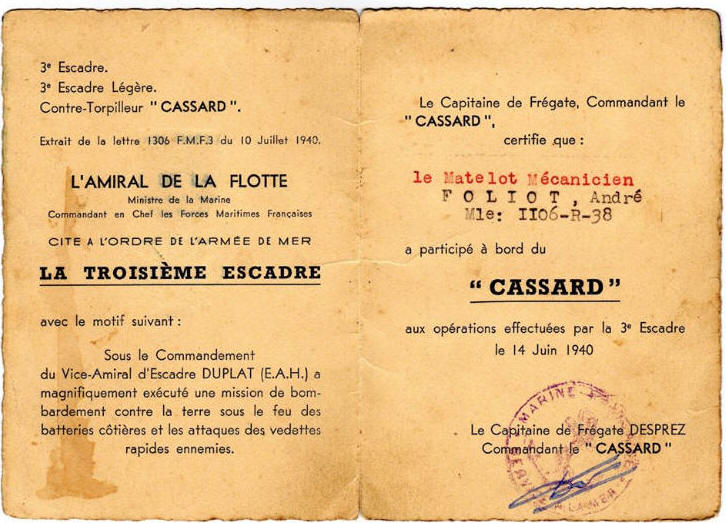 3e Escadre.
3e Escadre Légère.
Contre-Torpilleur " CASSARD ".
Extrait de la lettre 1306 F.M.F.3 du 10 Juillet 1940.
L'AMIRAL DE LA FLOTTE
Ministre de la Marine
Commandant en Chef les Forces Maritimes Françaises
CITE A L'ORDRE DE L'ARMÉE DE MER
LA TROISIÈME ESCADRE
avec le motif suivant :
Sous le Commandement
du Vice-Amiral d'Escadre DUPLAT (E.A.H.) a
magnifiquement exécuté une mission de bom-
bardement contre la terre sous le feu des
batteries côtières et les attaques des vedettes
rapides ennemies.
Le Capitaine de Frégate, Commandant le
" CASSARD ",
certifie que :
le Matelot Mécanicien
FOLIOT, André
Mle: II06-R-38
a participé à bord du
" CASSARD "
aux opérations effectuées par la 3e Escadre
le 14 Juin 1940
Le Capitaine de Frégate DESPREZ
Commandant le " CASSARD "
MARINE